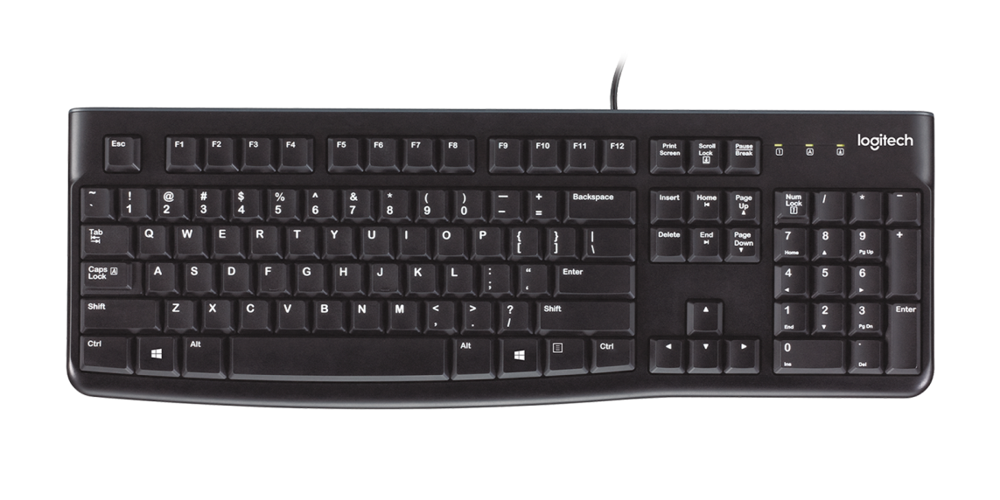 logitech
Esc F1 F2 F3 F4 F5 F6 F7 F8 F9 F10 F11 F12
Print
Screen
Scroll
Lock
Pause
Break
1 A
~ ! @ # $ % ^ & * ( ) — +
` 1 2 3 4 5 6 7 8 9 0 – =
Backspace
Insert Home Page
Up
Num
Lock
1
/ * –
Tab
Q W E R T Y U I O P { } |
[ ] \
Delete End Page
Down
7 8 9 +
Home Pg Up
Caps
Lock
A
A S D F G H J K L : “
; ‘
Enter
4 5 6
Shift Z X C V B N M < > ?
, . /
Shift
1 2 3 Enter
End Pg Dn
Ctrl Alt Alt Ctrl
0 .
Ins Del